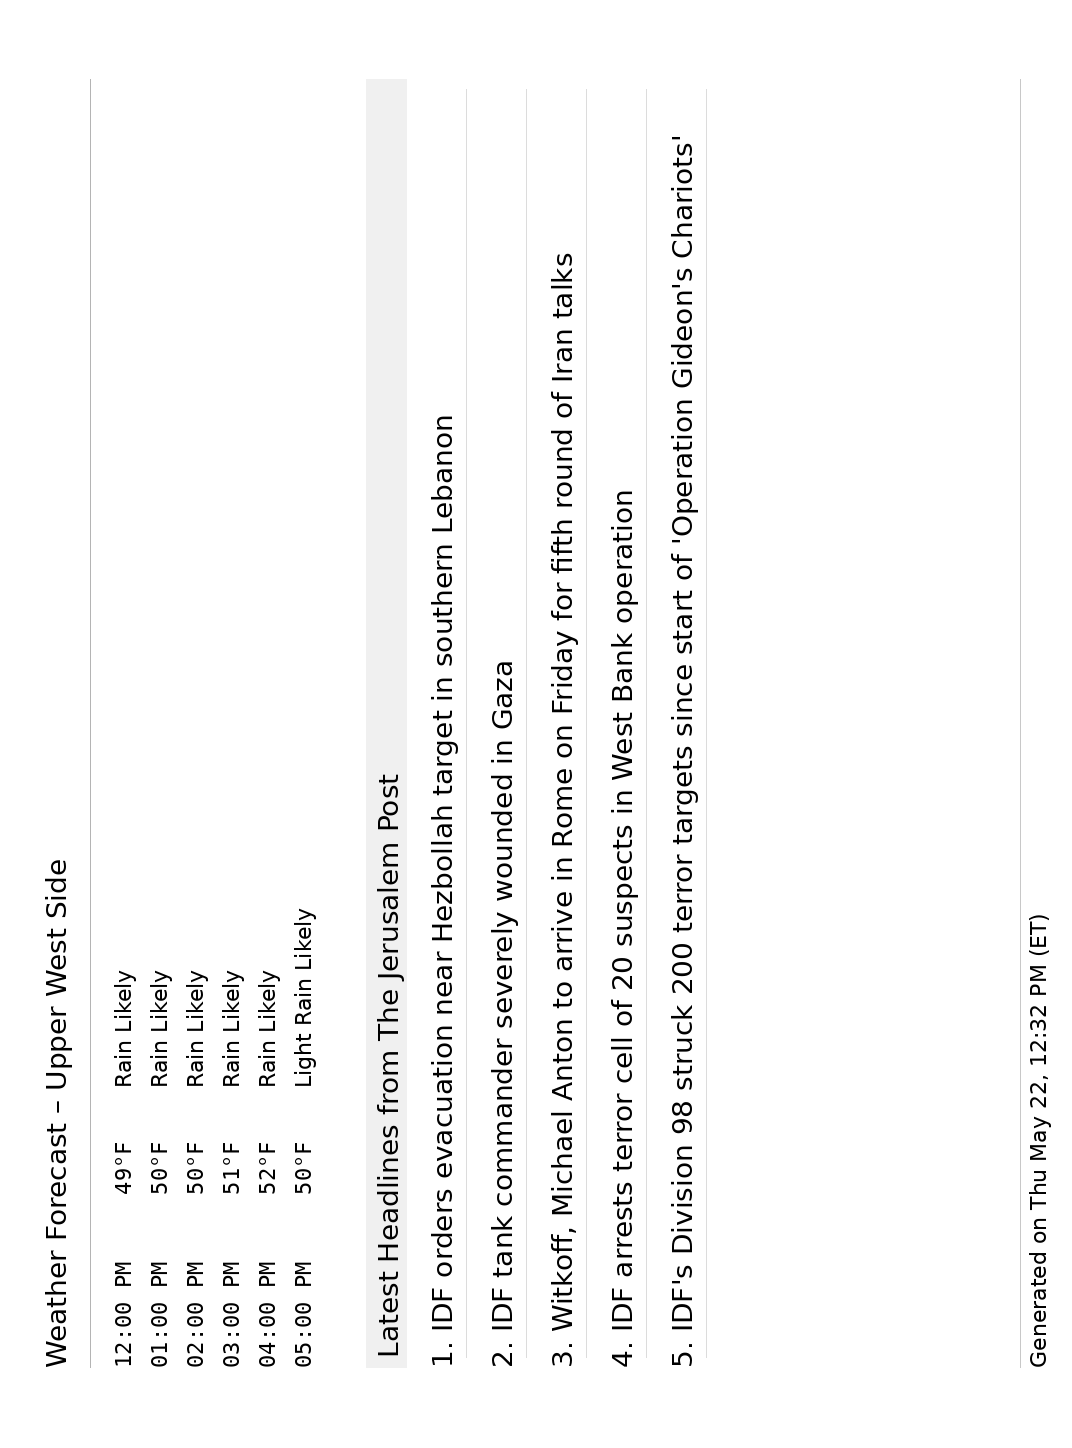 Weather Forecast – Upper West Side
12:00 PM 49°F Rain Likely
01:00 PM 50°F Rain Likely
02:00 PM 50°F Rain Likely
03:00 PM 51°F Rain Likely
04:00 PM 52°F Rain Likely
05:00 PM 50°F Light Rain Likely
Latest Headlines from The Jerusalem Post
1. IDF orders evacuation near Hezbollah target in southern Lebanon
2. IDF tank commander severely wounded in Gaza
3. Witkoff, Michael Anton to arrive in Rome on Friday for fifth round of Iran talks
4. IDF arrests terror cell of 20 suspects in West Bank operation
5. IDF's Division 98 struck 200 terror targets since start of 'Operation Gideon's Chariots'
Generated on Thu May 22, 12:32 PM (ET)